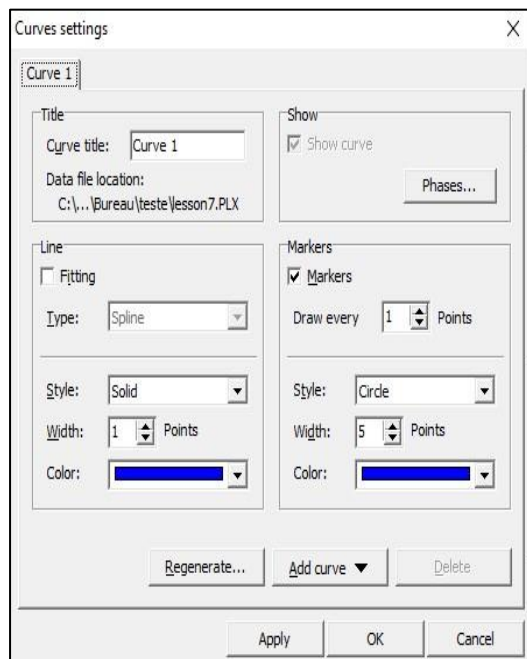 Curves settings
Curve 1
Title
Curve title: Curve 1
Data file location:
C:\...\Bureau\teste\lesson7.PLX
Show
Show curve
Phases...
Line
Fitting
Type: Spline
Style: Solid
Width: 1 Points
Color:
Markers
Markers
Draw every 1 Points
Style: Circle
Width: 5 Points
Color:
Regenerate... Add curve Delete
Apply OK Cancel